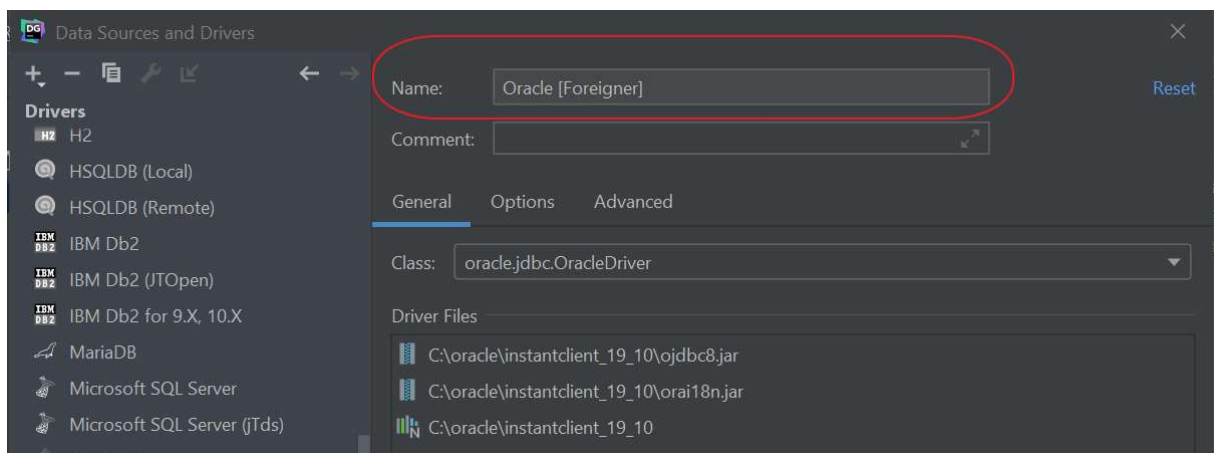 DG Data Sources and Drivers
Name: Oracle [Foreigner]
Reset
Comment:
Drivers
H2 H2
HSQLDB (Local)
HSQLDB (Remote)
IBM DB2 IBM Db2
IBM DB2 IBM Db2 (JTOpen)
IBM DB2 IBM Db2 for 9.X, 10.X
MariaDB
Microsoft SQL Server
Microsoft SQL Server (jTds)
General Options Advanced
Class: oracle.jdbc.OracleDriver
Driver Files
C:\oracle\instantclient_19_10\ojdbc8.jar
C:\oracle\instantclient_19_10\orai18n.jar
N C:\oracle\instantclient_19_10